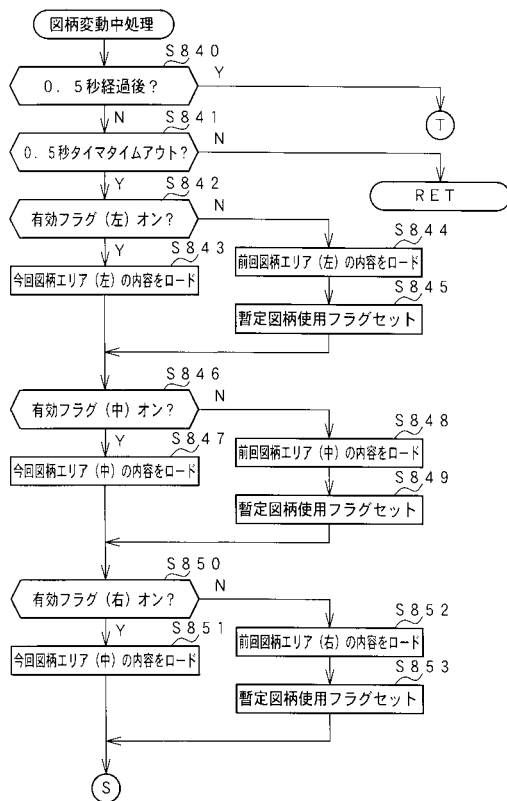 図柄変動中処理
S840
0.5秒経過後?
Y
N
S841
T
0.5秒タイマタイムアウト?
N
Y
S842
RET
有効フラグ(左)オン?
N
Y
S843
S844
今回図柄エリア(左)の内容をロード
前回図柄エリア(左)の内容をロード
S845
暫定図柄使用フラグセット
S846
有効フラグ(中)オン?
N
Y
S847
S848
今回図柄エリア(中)の内容をロード
前回図柄エリア(中)の内容をロード
S849
暫定図柄使用フラグセット
S850
有効フラグ(右)オン?
N
Y
S851
S852
今回図柄エリア(中)の内容をロード
前回図柄エリア(右)の内容をロード
S853
暫定図柄使用フラグセット
S